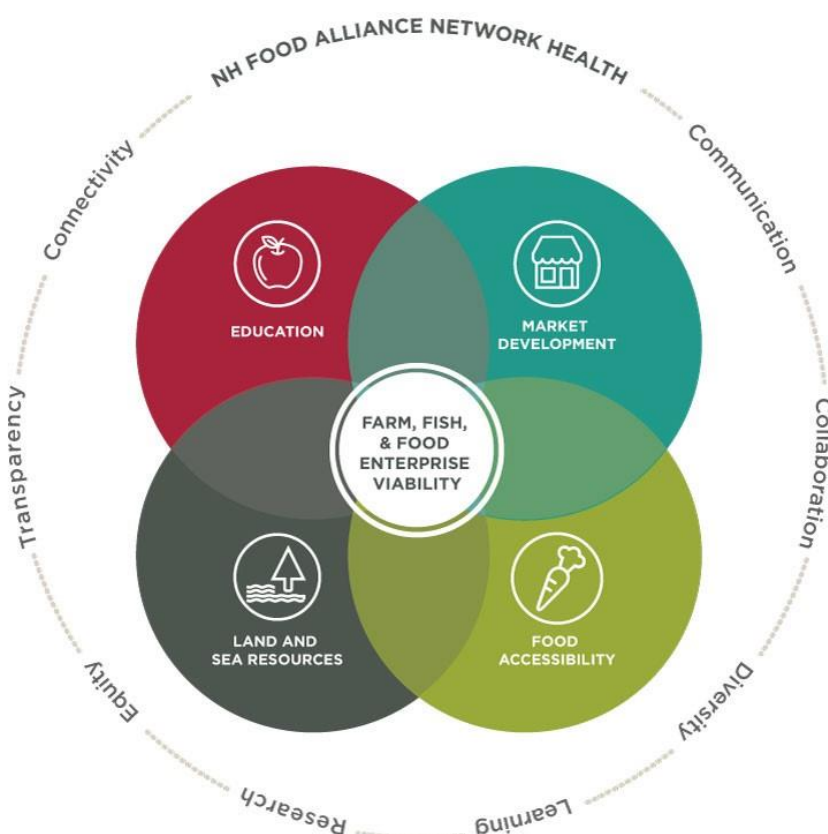 NH FOOD ALLIANCE NETWORK HEALTH
Communication
Collaboration
Diversity
Learning
Research
Equity
Transparency
Connectivity
EDUCATION
MARKET
DEVELOPMENT
FARM, FISH,
& FOOD
ENTERPRISE
VIABILITY
LAND AND
SEA RESOURCES
FOOD
ACCESSIBILITY